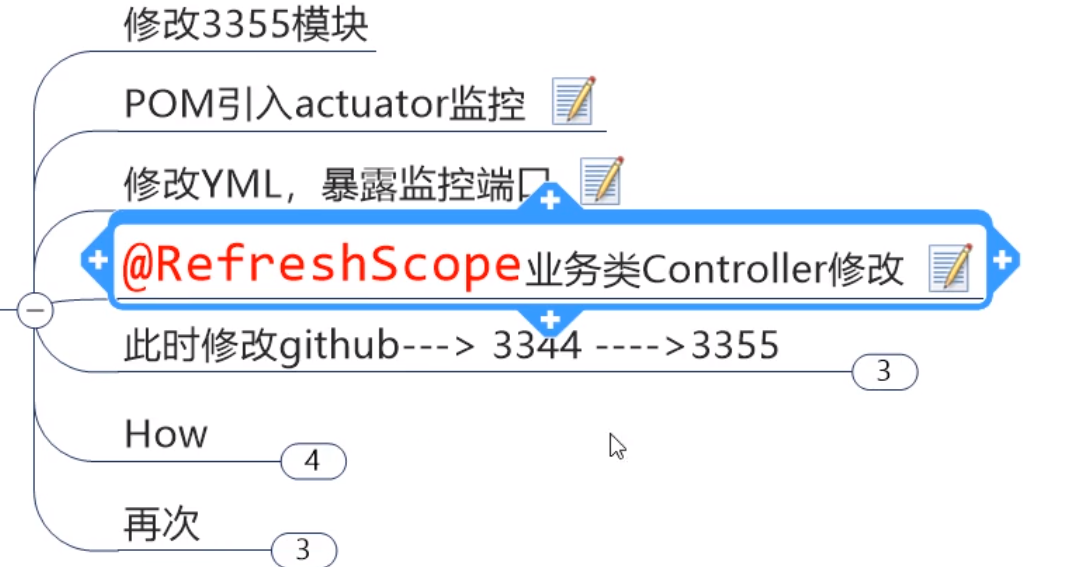 修改3355模块
POM引入actuator监控
修改YML，暴露监控端口
@RefreshScope业务类Controller修改
此时修改github---> 3344 ---->3355
3
How
4
再次
3